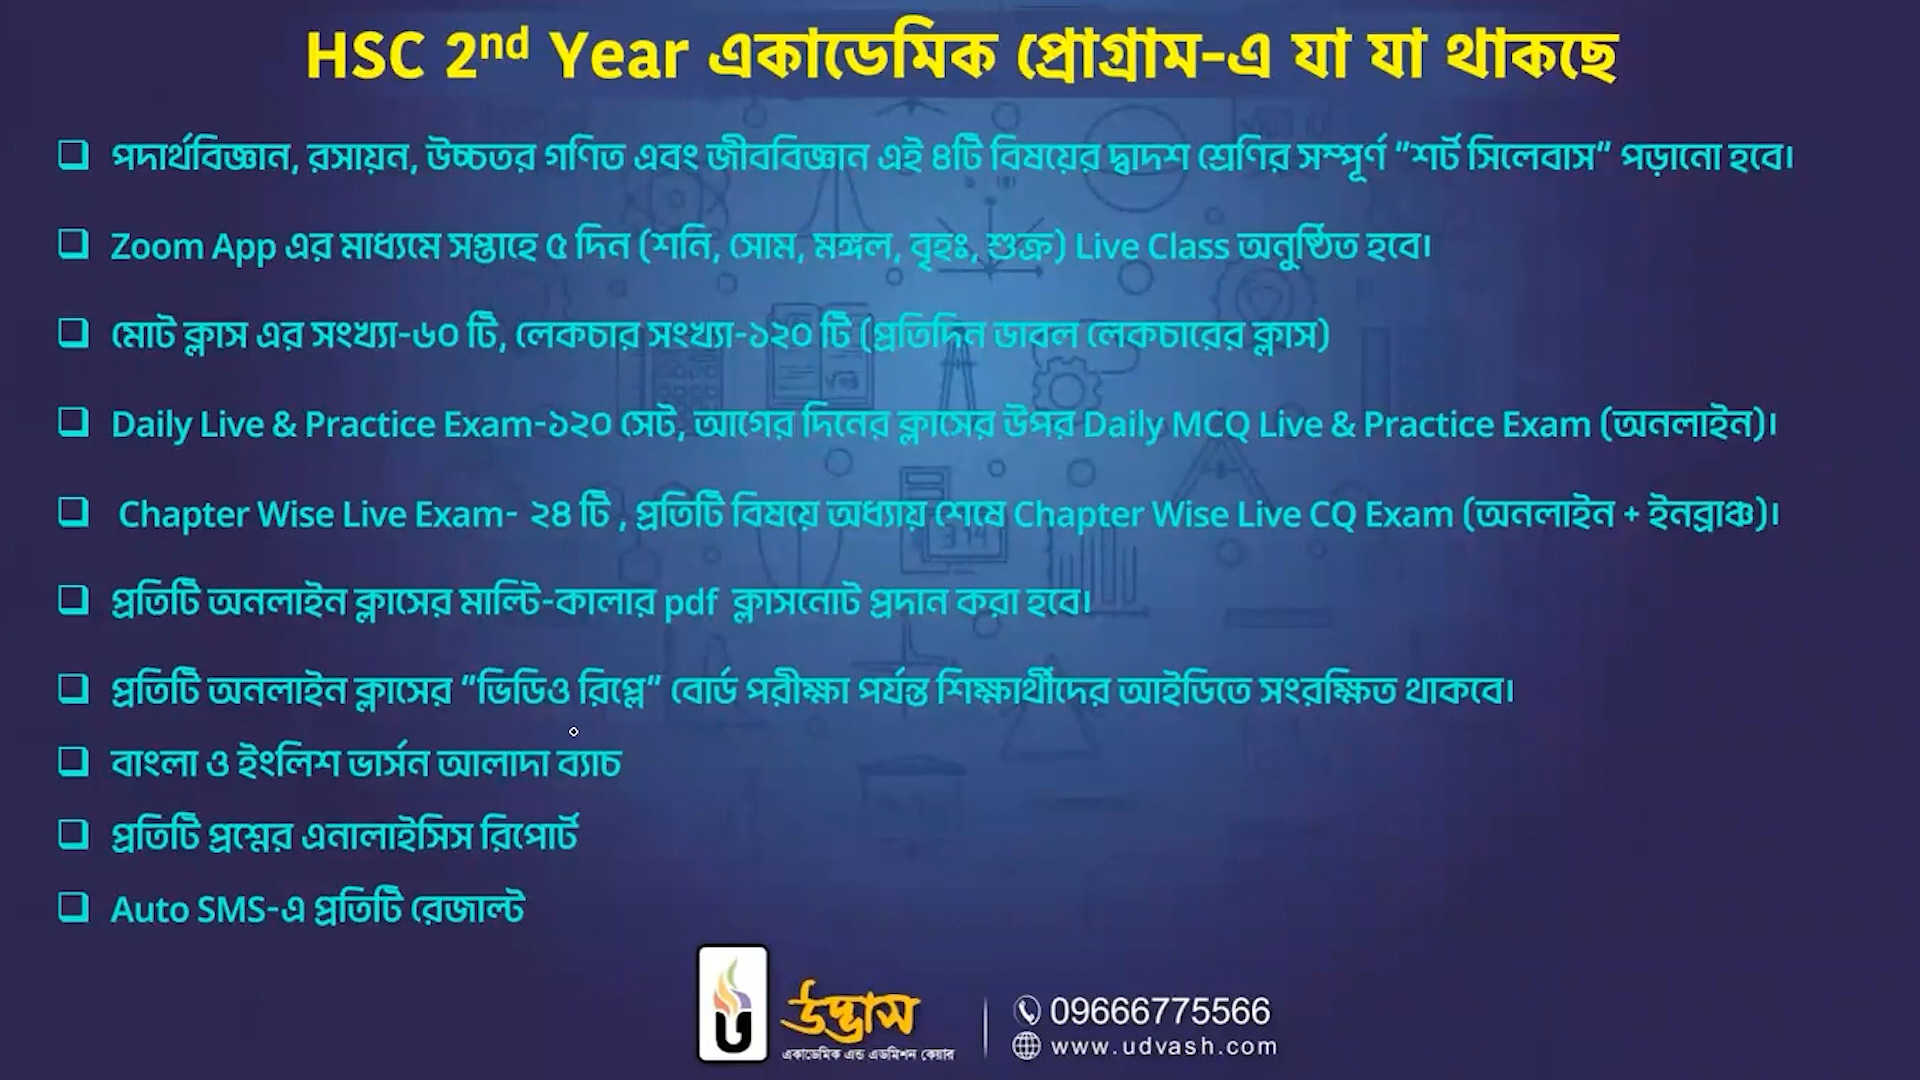 HSC 2nd Year একাডেমিক প্রোগ্রাম-এ যা যা থাকছে
পদার্থবিজ্ঞান, রসায়ন, উচ্চতর গণিত এবং জীববিজ্ঞান এই ৪টি বিষয়ের দ্বাদশ শ্রেণির সম্পূর্ণ "শর্ট সিলেবাস" পড়ানো হবে।
Zoom App এর মাধ্যমে সপ্তাহে ৫ দিন (শনি, সোম, মঙ্গল, বৃহঃ, শুক্র) Live Class অনুষ্ঠিত হবে।
মোট ক্লাস এর সংখ্যা-৬০ টি, লেকচার সংখ্যা-১২০ টি (প্রতিদিন ডাবল লেকচারের ক্লাস)
Daily Live & Practice Exam-১২০ সেট, আগের দিনের ক্লাসের উপর Daily MCQ Live & Practice Exam (অনলাইন)।
Chapter Wise Live Exam- ২৪ টি , প্রতিটি বিষয়ে অধ্যায় শেষে Chapter Wise Live CQ Exam (অনলাইন + ইনব্রাঞ্চ)।
প্রতিটি অনলাইন ক্লাসের মাল্টি-কালার pdf ক্লাসনোট প্রদান করা হবে।
প্রতিটি অনলাইন ক্লাসের "ভিডিও রিপ্লে" বোর্ড পরীক্ষা পর্যন্ত শিক্ষার্থীদের আইডিতে সংরক্ষিত থাকবে।
বাংলা ও ইংলিশ ভার্সন আলাদা ব্যাচ
প্রতিটি প্রশ্নের এনালাইসিস রিপোর্ট
Auto SMS-এ প্রতিটি রেজাল্ট
উদ্ভাস
একাডেমিক এন্ড এডমিশন কেয়ার
09666775566
www.udvash.com